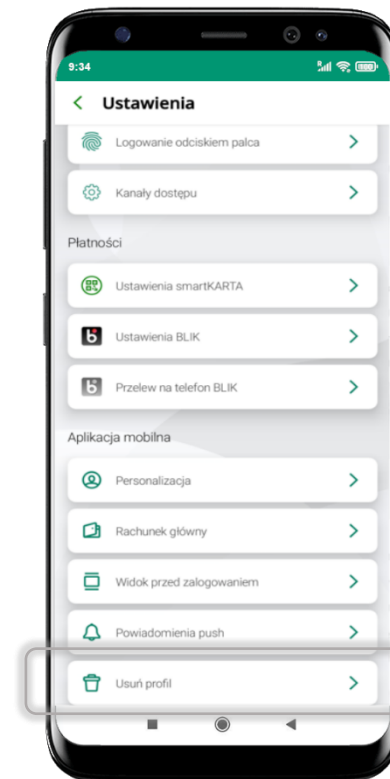 9:34
Ustawienia
Logowanie odciskiem palca
Kanały dostępu
Płatności
Ustawienia smartKARTA
Ustawienia BLIK
Przelew na telefon BLIK
Aplikacja mobilna
Personalizacja
Rachunek główny
Widok przed zalogowaniem
Powiadomienia push
Usuń profil